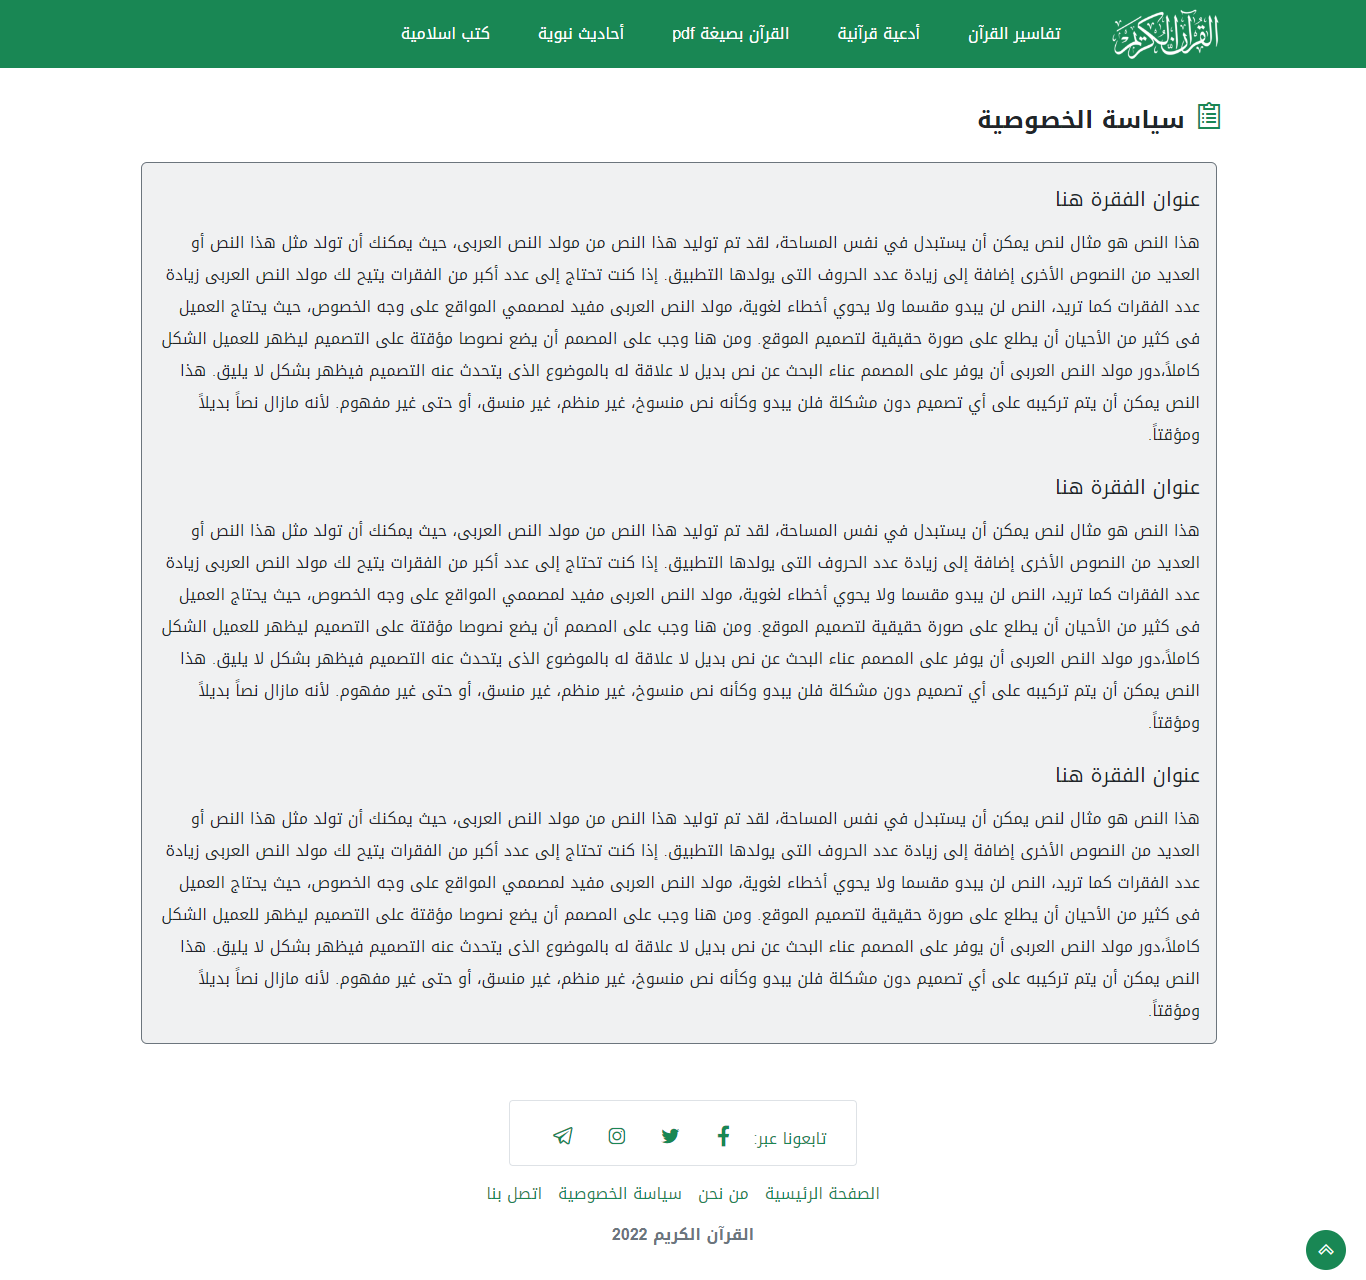 القرآن الكريم
تفاسير القرآن
أدعية قرآنية
القرآن بصيغة pdf
أحاديث نبوية
كتب اسلامية
سياسة الخصوصية
عنوان الفقرة هنا
هذا النص هو مثال لنص يمكن أن يستبدل في نفس المساحة، لقد تم توليد هذا النص من مولد النص العربى، حيث يمكنك أن تولد مثل هذا النص أو
العديد من النصوص الأخرى إضافة إلى زيادة عدد الحروف التى يولدها التطبيق. إذا كنت تحتاج إلى عدد أكبر من الفقرات يتيح لك مولد النص العربى زيادة
عدد الفقرات كما تريد، النص لن يبدو مقسما ولا يحوي أخطاء لغوية، مولد النص العربى مفيد لمصممي المواقع على وجه الخصوص، حيث يحتاج العميل
فى كثير من الأحيان أن يطلع على صورة حقيقية لتصميم الموقع. ومن هنا وجب على المصمم أن يضع نصوصا مؤقتة على التصميم ليظهر للعميل الشكل
كاملاً،دور مولد النص العربى أن يوفر على المصمم عناء البحث عن نص بديل لا علاقة له بالموضوع الذى يتحدث عنه التصميم فيظهر بشكل لا يليق. هذا
النص يمكن أن يتم تركيبه على أي تصميم دون مشكلة فلن يبدو وكأنه نص منسوخ، غير منظم، غير منسق، أو حتى غير مفهوم. لأنه مازال نصاً بديلاً
ومؤقتاً.
عنوان الفقرة هنا
هذا النص هو مثال لنص يمكن أن يستبدل في نفس المساحة، لقد تم توليد هذا النص من مولد النص العربى، حيث يمكنك أن تولد مثل هذا النص أو
العديد من النصوص الأخرى إضافة إلى زيادة عدد الحروف التى يولدها التطبيق. إذا كنت تحتاج إلى عدد أكبر من الفقرات يتيح لك مولد النص العربى زيادة
عدد الفقرات كما تريد، النص لن يبدو مقسما ولا يحوي أخطاء لغوية، مولد النص العربى مفيد لمصممي المواقع على وجه الخصوص، حيث يحتاج العميل
فى كثير من الأحيان أن يطلع على صورة حقيقية لتصميم الموقع. ومن هنا وجب على المصمم أن يضع نصوصا مؤقتة على التصميم ليظهر للعميل الشكل
كاملاً،دور مولد النص العربى أن يوفر على المصمم عناء البحث عن نص بديل لا علاقة له بالموضوع الذى يتحدث عنه التصميم فيظهر بشكل لا يليق. هذا
النص يمكن أن يتم تركيبه على أي تصميم دون مشكلة فلن يبدو وكأنه نص منسوخ، غير منظم، غير منسق، أو حتى غير مفهوم. لأنه مازال نصاً بديلاً
ومؤقتاً.
عنوان الفقرة هنا
هذا النص هو مثال لنص يمكن أن يستبدل في نفس المساحة، لقد تم توليد هذا النص من مولد النص العربى، حيث يمكنك أن تولد مثل هذا النص أو
العديد من النصوص الأخرى إضافة إلى زيادة عدد الحروف التى يولدها التطبيق. إذا كنت تحتاج إلى عدد أكبر من الفقرات يتيح لك مولد النص العربى زيادة
عدد الفقرات كما تريد، النص لن يبدو مقسما ولا يحوي أخطاء لغوية، مولد النص العربى مفيد لمصممي المواقع على وجه الخصوص، حيث يحتاج العميل
فى كثير من الأحيان أن يطلع على صورة حقيقية لتصميم الموقع. ومن هنا وجب على المصمم أن يضع نصوصا مؤقتة على التصميم ليظهر للعميل الشكل
كاملاً،دور مولد النص العربى أن يوفر على المصمم عناء البحث عن نص بديل لا علاقة له بالموضوع الذى يتحدث عنه التصميم فيظهر بشكل لا يليق. هذا
النص يمكن أن يتم تركيبه على أي تصميم دون مشكلة فلن يبدو وكأنه نص منسوخ، غير منظم، غير منسق، أو حتى غير مفهوم. لأنه مازال نصاً بديلاً
ومؤقتاً.
تابعونا عبر:
الصفحة الرئيسية
من نحن
سياسة الخصوصية
اتصل بنا
القرآن الكريم 2022